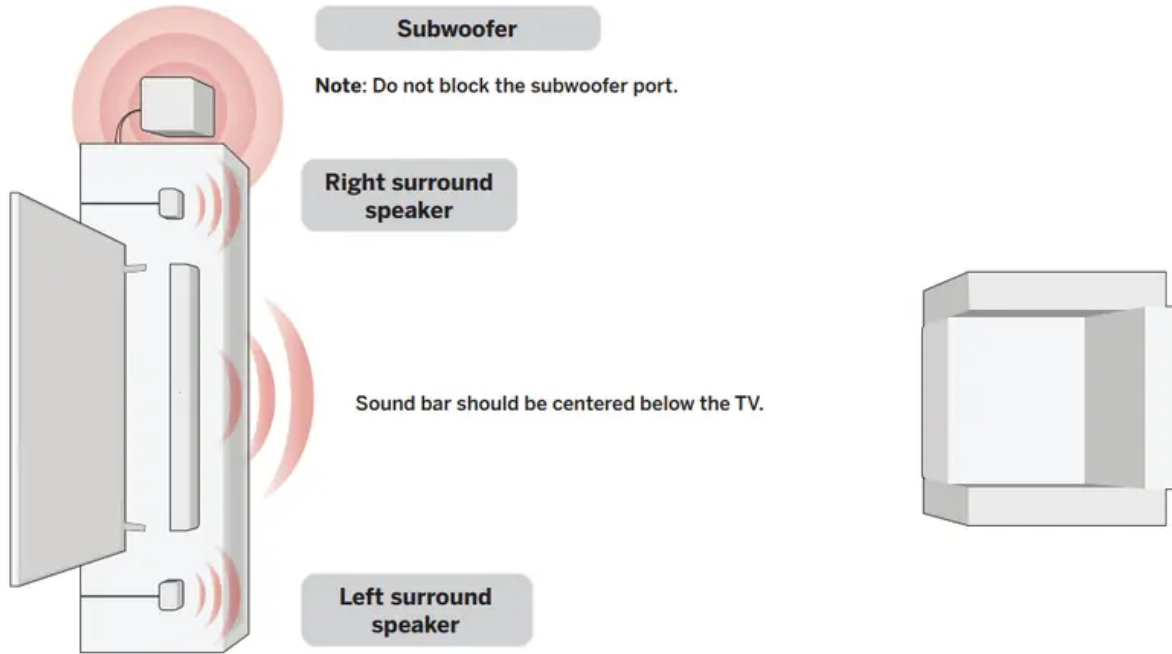 Subwoofer
Note: Do not block the subwoofer port.
Right surround
speaker
Sound bar should be centered below the TV.
Left surround
speaker